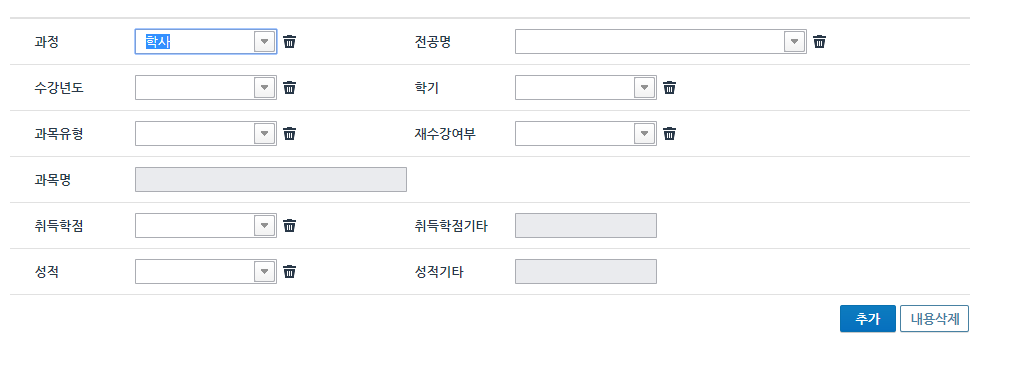 과정 학사 전공명
수강년도 학기
과목유형 재수강여부
과목명
취득학점 취득학점기타
성적 성적기타
추가 내용삭제